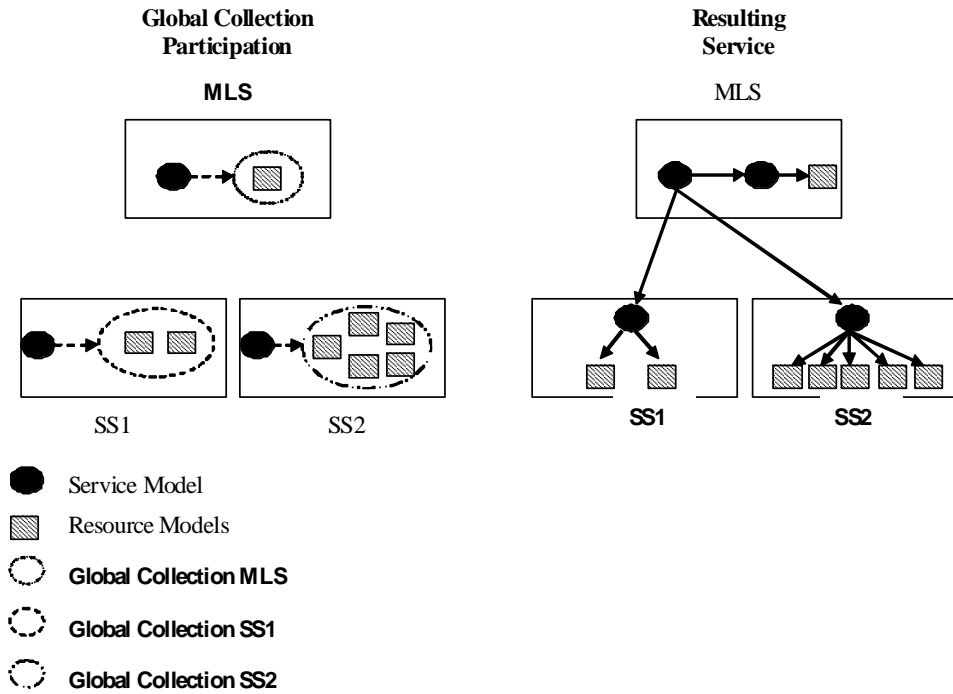 Global Collection
Participation
Resulting
Service
MLS
MLS
SS1
SS2
SS1
SS2
Service Model
Resource Models
Global Collection MLS
Global Collection SS1
Global Collection SS2